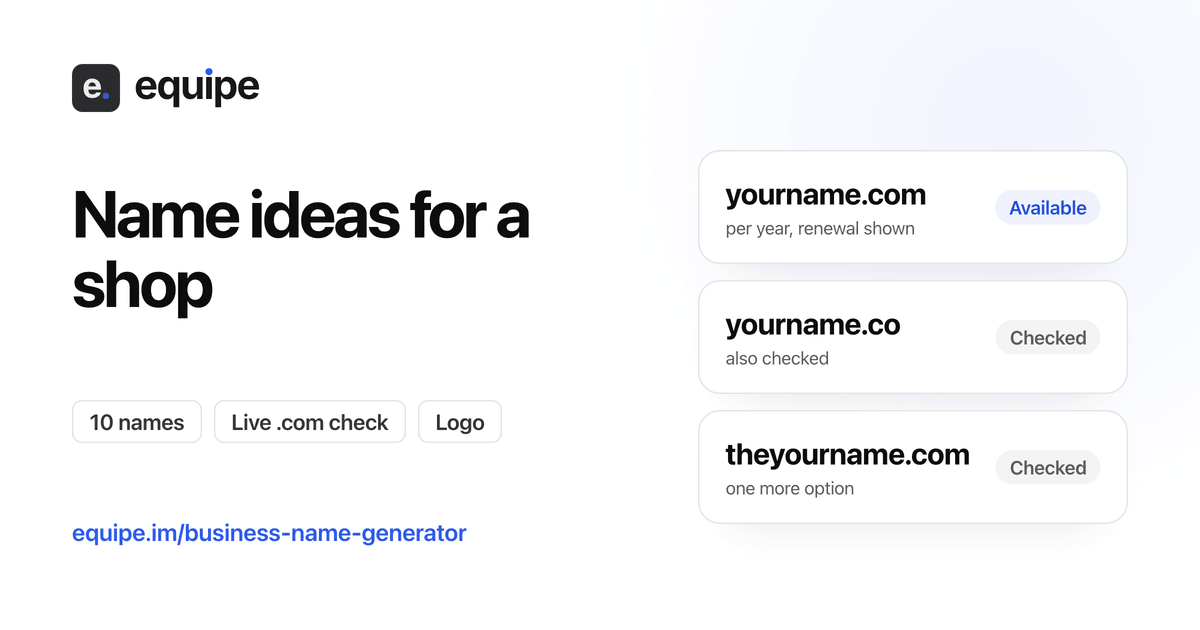 e.
equipe
Name ideas for a
shop
10 names
Live .com check
Logo
equipe.im/business-name-generator
yourname.com
per year, renewal shown
Available
yourname.co
also checked
Checked
theyourname.com
one more option
Checked